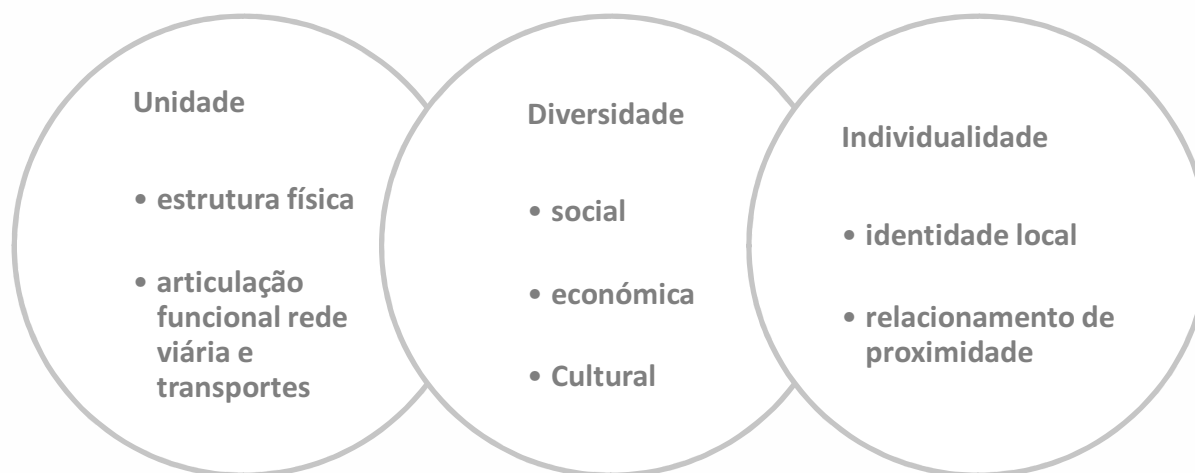 Unidade
• estrutura física
• articulação
funcional rede
viária e
transportes
Diversidade
• social
• económica
• Cultural
Individualidade
• identidade local
• relacionamento de
proximidade